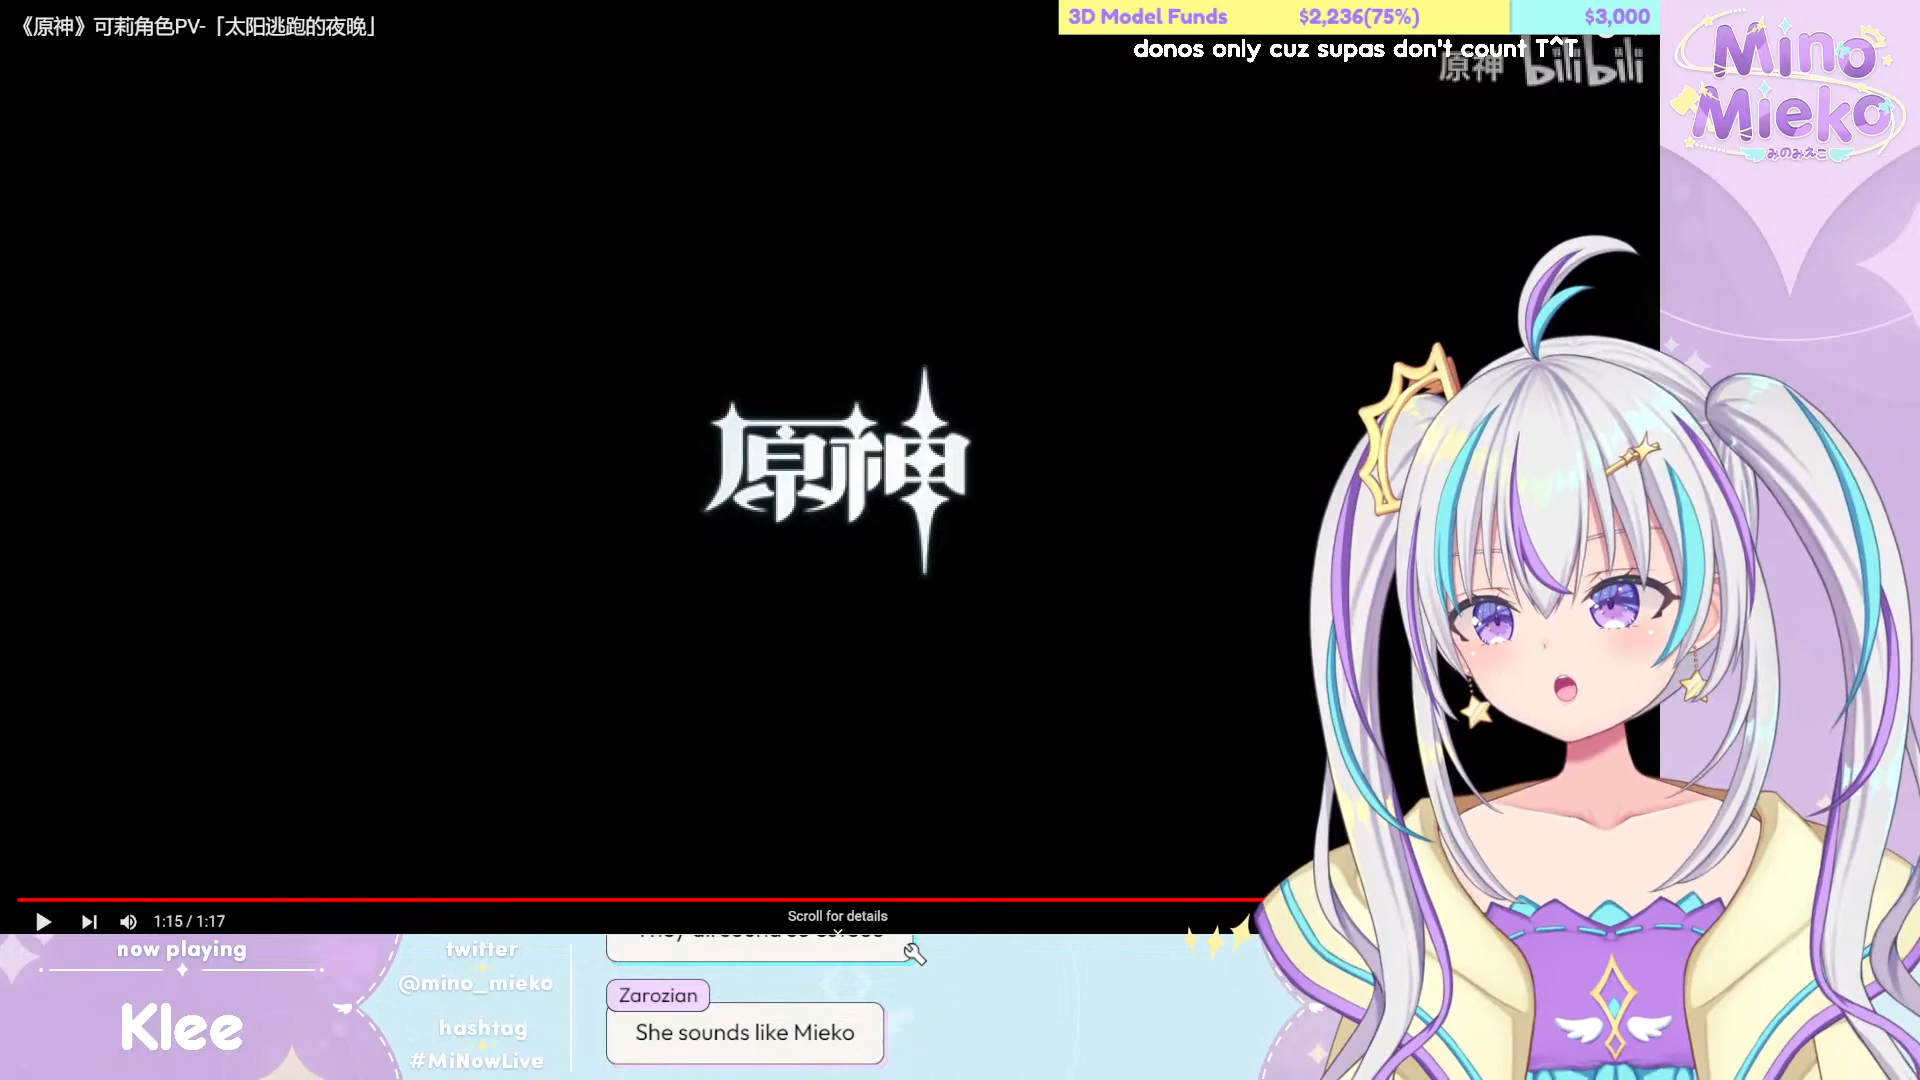 《原神》可莉角色PV-「太阳逃跑的夜晚」
3D Model Funds $2,236(75%) $3,000
donos only cuz supas don't count T^T
原神 bilibili
Mino
Mieko
みのみえこ
原神
1:15 / 1:17
Scroll for details
now playing
Klee
twitter
@mino_mieko
hashtag
#MiNowLive
Zarozian
She sounds like Mieko